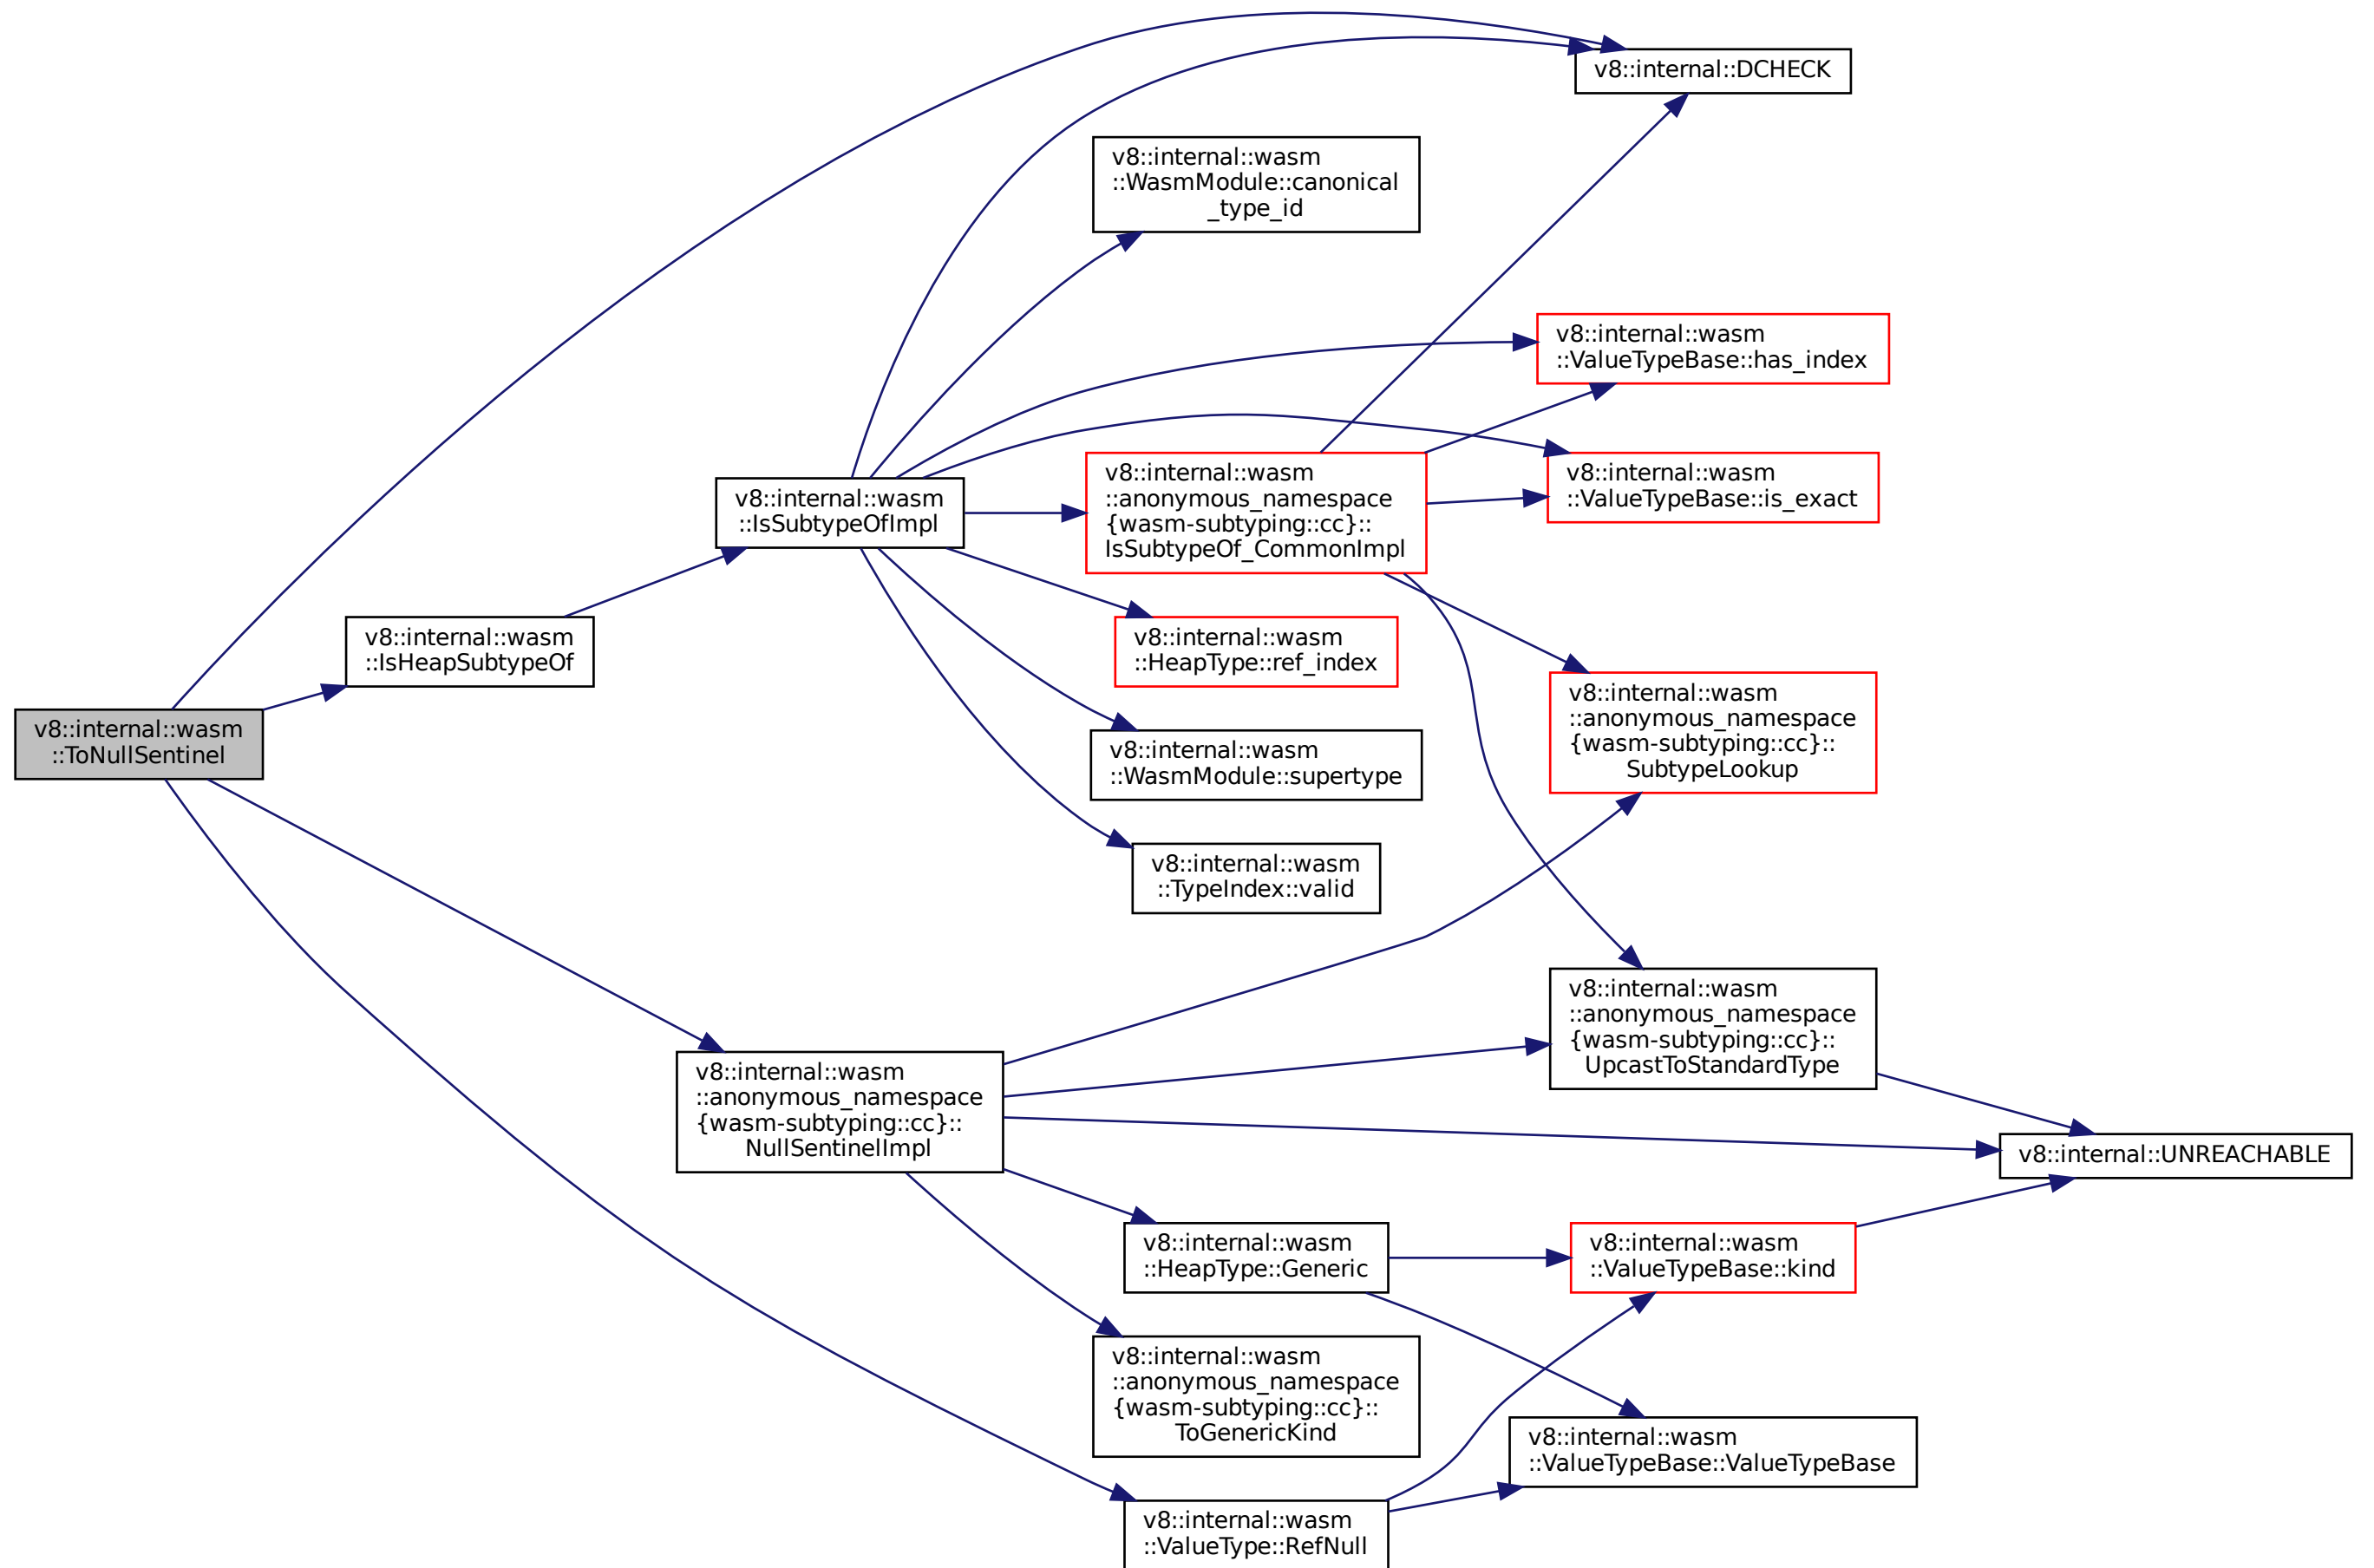 v8::internal::DCHECK
v8::internal::wasm
::WasmModule::canonical
_type_id
v8::internal::wasm
::ValueTypeBase::has_index
v8::internal::wasm
::IsSubtypeOfImpl
v8::internal::wasm
::anonymous_namespace
{wasm-subtyping::cc}::
IsSubtypeOf_CommonImpl
v8::internal::wasm
::ValueTypeBase::is_exact
v8::internal::wasm
::IsHeapSubtypeOf
v8::internal::wasm
::HeapType::ref_index
v8::internal::wasm
::anonymous_namespace
{wasm-subtyping::cc}::
SubtypeLookup
v8::internal::wasm
::ToNullSentinel
v8::internal::wasm
::WasmModule::supertype
v8::internal::wasm
::TypeIndex::valid
v8::internal::wasm
::anonymous_namespace
{wasm-subtyping::cc}::
UpcastToStandardType
v8::internal::wasm
::anonymous_namespace
{wasm-subtyping::cc}::
NullSentinelImpl
v8::internal::UNREACHABLE
v8::internal::wasm
::HeapType::Generic
v8::internal::wasm
::ValueTypeBase::kind
v8::internal::wasm
::anonymous_namespace
{wasm-subtyping::cc}::
ToGenericKind
v8::internal::wasm
::ValueTypeBase::ValueTypeBase
v8::internal::wasm
::ValueType::RefNull